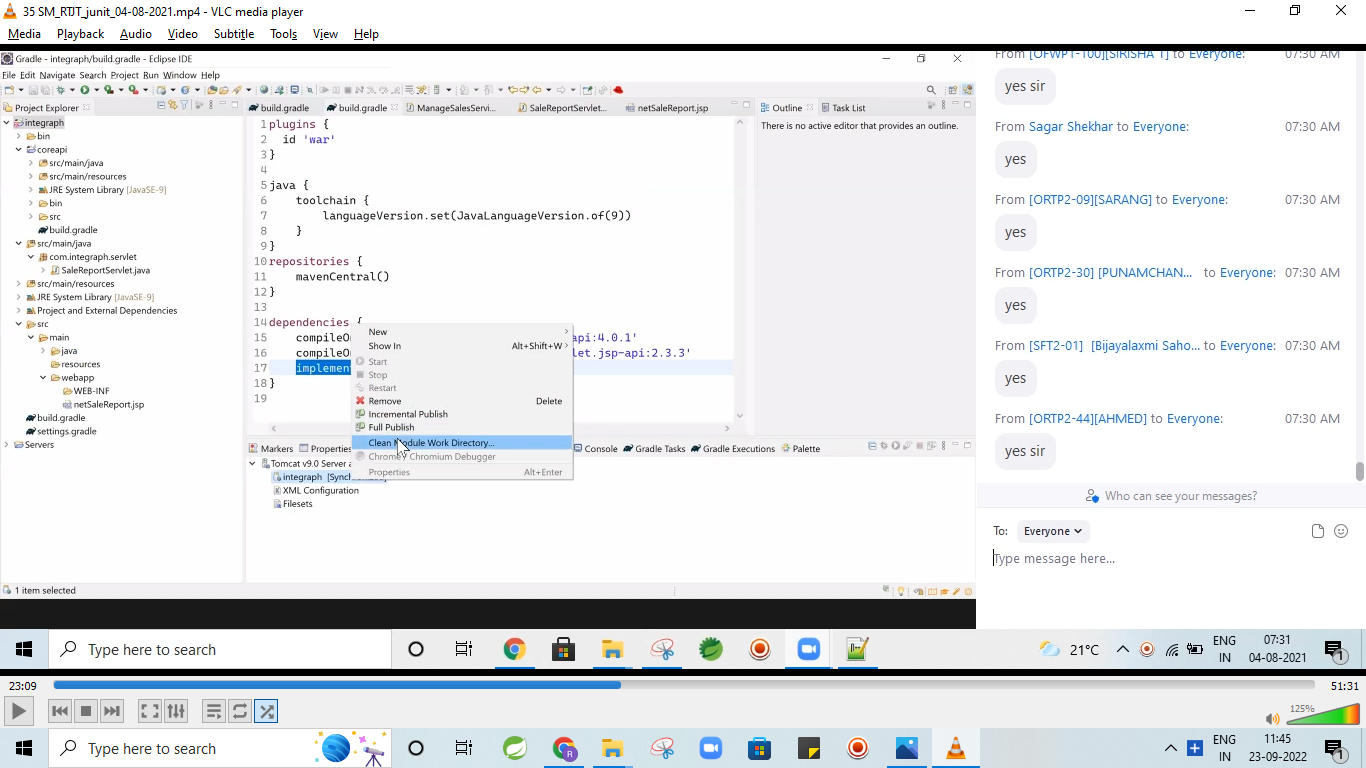 35 SM_RTJT_junit_04-08-2021.mp4 - VLC media player
Media Playback Audio Video Subtitle Tools View Help
Gradle - integraph/build.gradle - Eclipse IDE
File Edit Navigate Search Project Run Window Help
Project Explorer
integraph
bin
coreapi
src/main/java
src/main/resources
JRE System Library [JavaSE-9]
bin
src
build.gradle
src/main/java
com.integraph.servlet
SaleReportServlet.java
src/main/resources
JRE System Library [JavaSE-9]
Project and External Dependencies
src
main
java
resources
webapp
WEB-INF
netSaleReport.jsp
build.gradle
settings.gradle
Servers
build.gradle build.gradle ManageSalesServi... SaleReportServlet... netSaleReport.jsp
1 plugins {
2 id 'war'
3 }
4
5 java {
6 toolchain {
7 languageVersion.set(JavaLanguageVersion.of(9))
8 }
9 }
10 repositories {
11 mavenCentral()
12 }
13
14 dependencies {
15 compileO api:4.0.1'
16 compileO let.jsp-api:2.3.3'
17 implemen
18 }
19
New
Show In Alt+Shift+W
Start
Stop
Restart
Remove Delete
Incremental Publish
Full Publish
Clean Module Work Directory...
Chrome/ Chromium Debugger
Properties Alt+Enter
Outline Task List
There is no active editor that provides an outline.
Markers Properties Console Gradle Tasks Gradle Executions Palette
Tomcat v9.0 Server a
integraph [Synch
XML Configuration
Filesets
1 item selected
From [OFWPT-100][SIRISHA T] to Everyone: 07:30 AM
yes sir
From Sagar Shekhar to Everyone: 07:30 AM
yes
From [ORTP2-09][SARANG] to Everyone: 07:30 AM
yes
From [ORTP2-30] [PUNAMCHAN... to Everyone: 07:30 AM
yes
From [SFT2-01] [Bijayalaxmi Saho... to Everyone: 07:30 AM
yes
From [ORTP2-44][AHMED] to Everyone: 07:30 AM
yes sir
Who can see your messages?
To: Everyone
Type message here...
Type here to search
21°C
ENG
IN
07:31
04-08-2021
1
23:09
51:31
125%
Type here to search
ENG
IN
11:45
23-09-2022
1